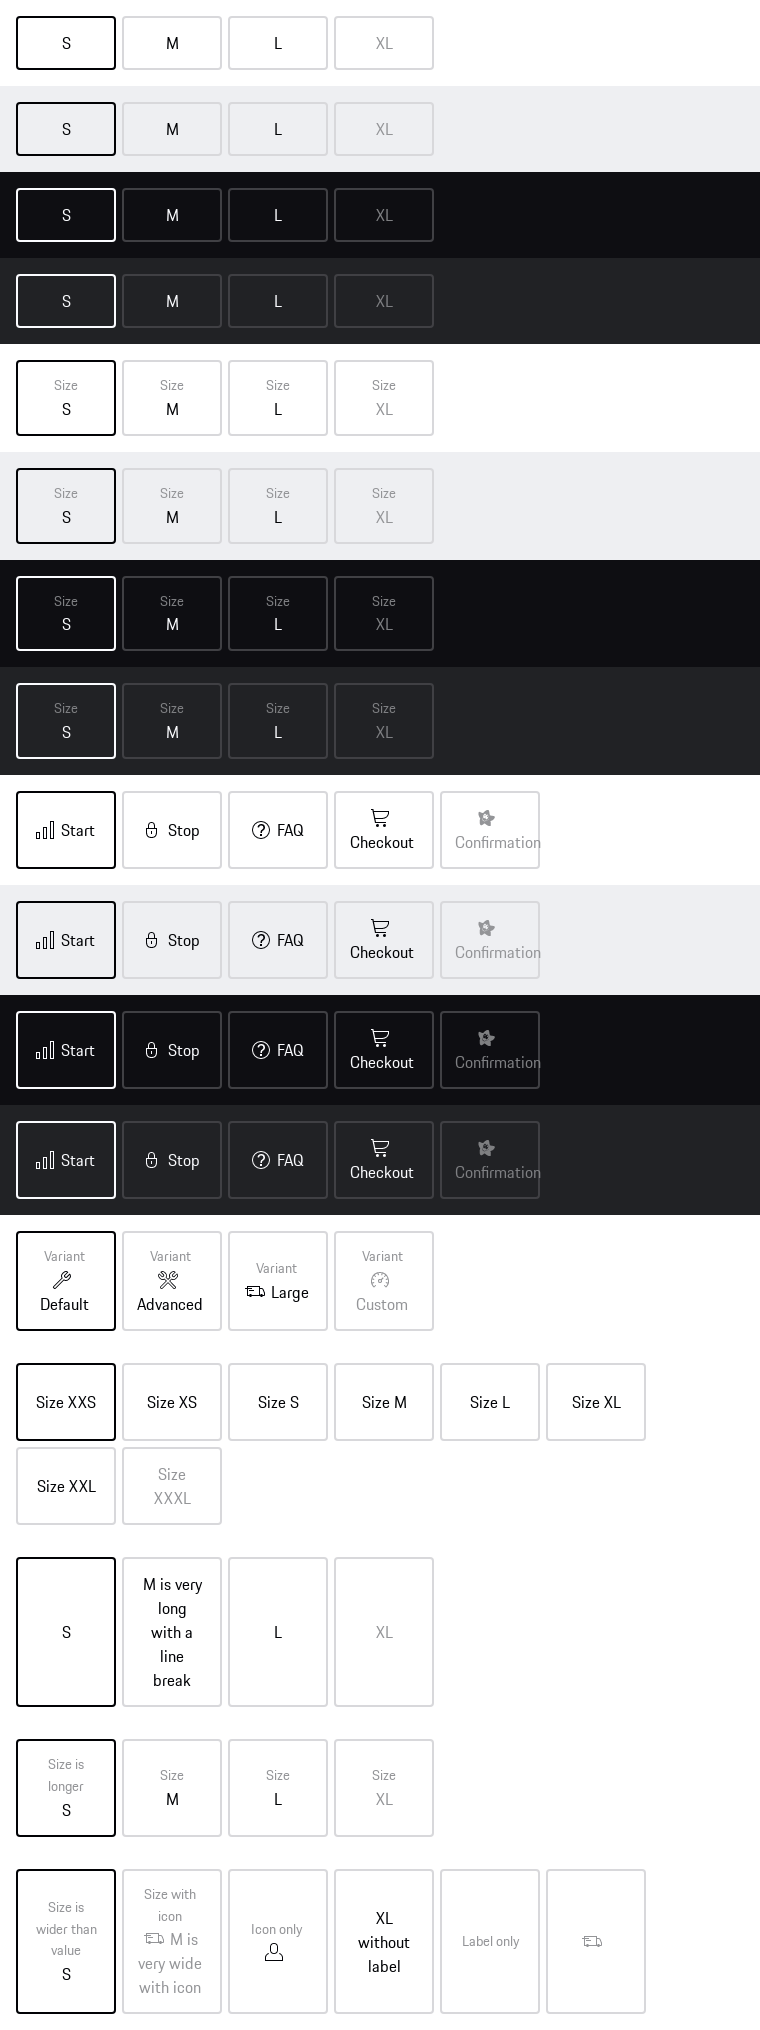 S M L XL
S M L XL
S M L XL
S M L XL
Size Size Size Size
S M L XL
Size Size Size Size
S M L XL
Size Size Size Size
S M L XL
Size Size Size Size
S M L XL
Start Stop FAQ Checkout Confirmation
Start Stop FAQ Checkout Confirmation
Start Stop FAQ Checkout Confirmation
Start Stop FAQ Checkout Confirmation
Variant
Default
Variant
Advanced
Variant
Large
Variant
Custom
Size XXS Size XS Size S Size M Size L Size XL
Size XXL
Size
XXXL
S
M is very
long
with a
line
break
L
XL
Size is
longer
S
Size
M
Size
L
Size
XL
Size is
wider than
value
S
Size with
icon
M is
very wide
with icon
Icon only
XL
without
label
Label only